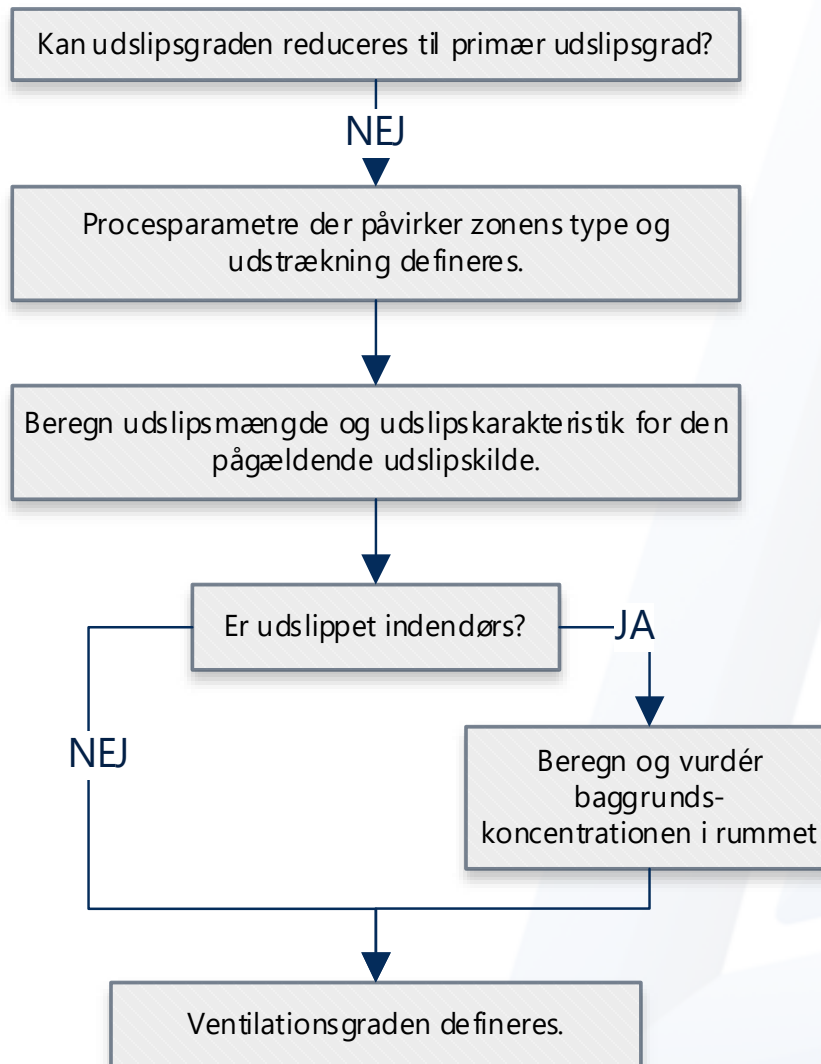 Kan udslipsgraden reduceres til primær udslipsgrad?
NEJ
Procesparametre der påvirker zonens type og
udstrækning defineres.
Beregn udslipsmængde og udslipskarakteristik for den
pågældende udslipskilde.
Er udslippet indendørs?
JA
NEJ
Beregn og vurdér
baggrunds-
koncentrationen i rummet
Ventilationsgraden defineres.